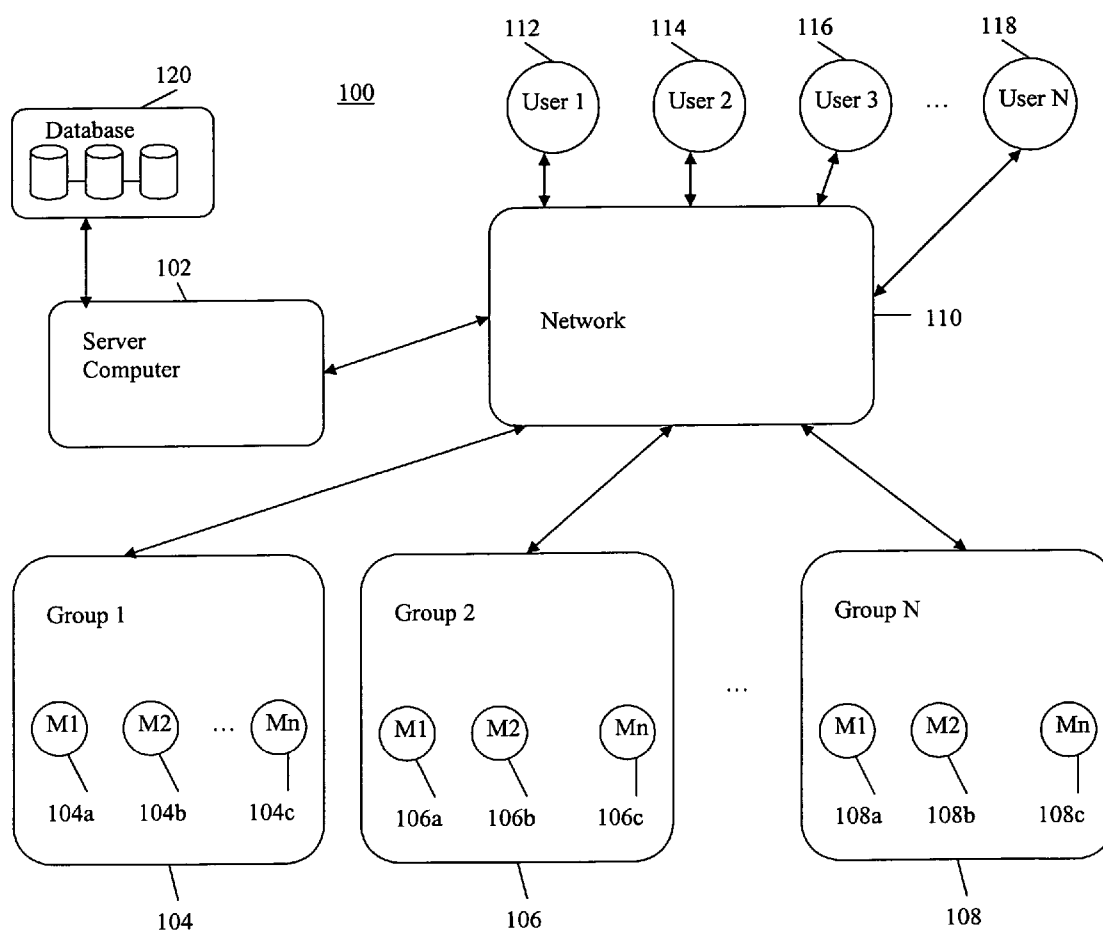 112
114
116
118
120
100
User 1
User 2
User 3
...
User N
Database
102
Server
Computer
Network
110
Group 1
Group 2
Group N
...
M1
M2
...
Mn
M1
M2
Mn
M1
M2
Mn
104a
104b
104c
106a
106b
106c
108a
108b
108c
104
106
108